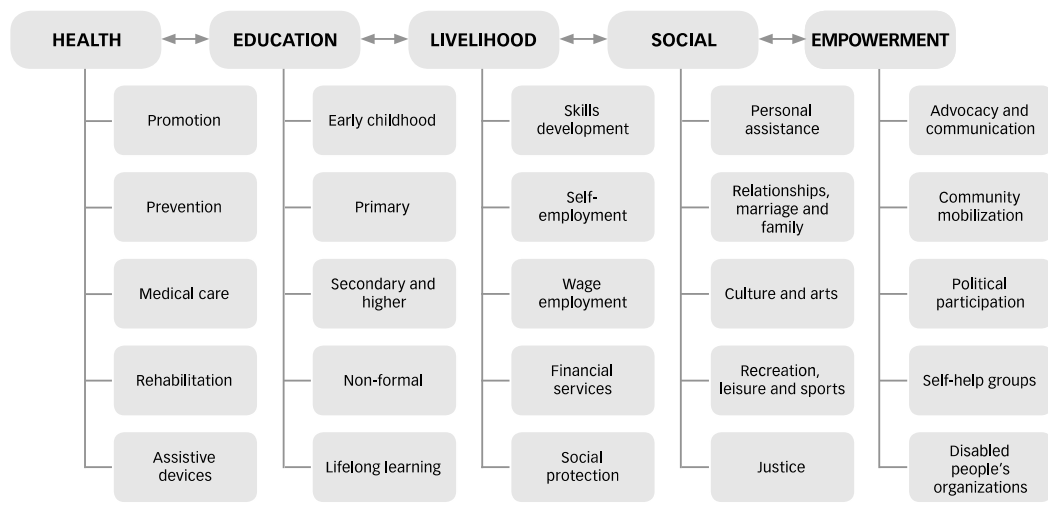 HEALTH
EDUCATION
LIVELIHOOD
SOCIAL
EMPOWERMENT
Promotion
Prevention
Medical care
Rehabilitation
Assistive
devices
Early childhood
Primary
Secondary and
higher
Non-formal
Lifelong learning
Skills
development
Self-
employment
Wage
employment
Financial
services
Social
protection
Personal
assistance
Relationships,
marriage and
family
Culture and arts
Recreation,
leisure and sports
Justice
Advocacy and
communication
Community
mobilization
Political
participation
Self-help groups
Disabled
people's
organizations